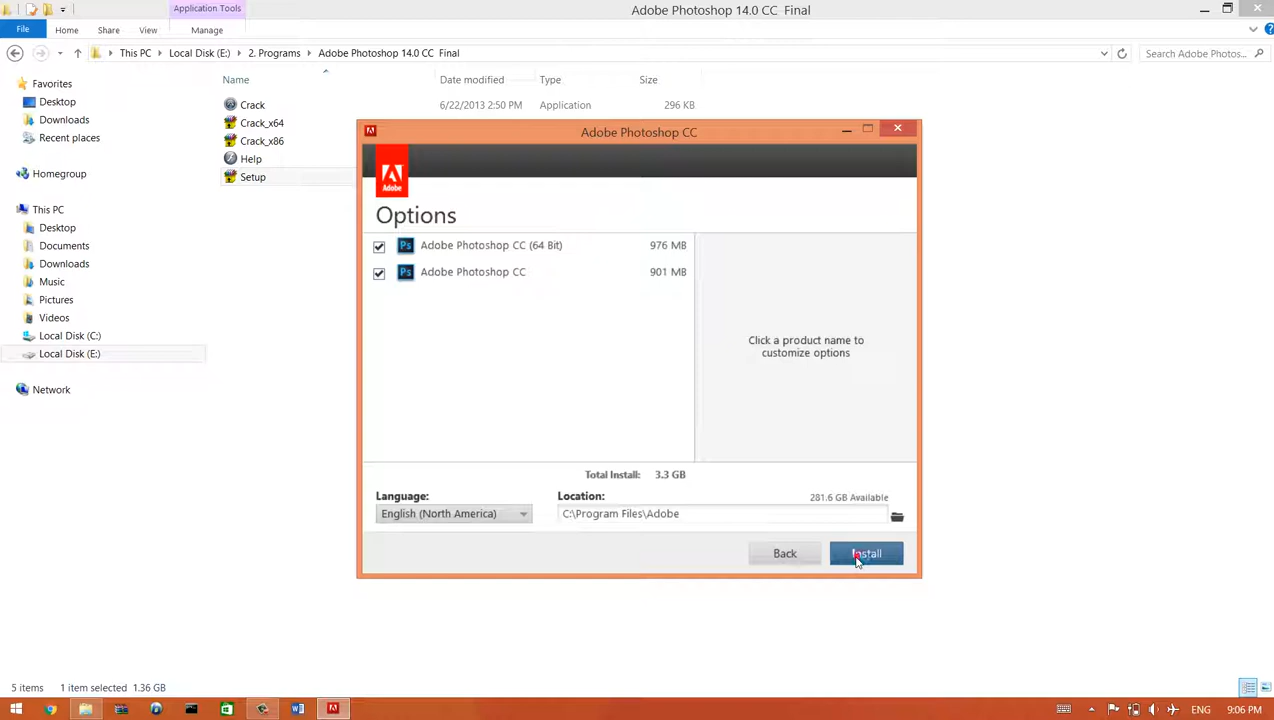 Application Tools
Adobe Photoshop 14.0 CC  Final
File
Home
Share
View
Manage
This PC
Local Disk (E:)
2. Programs
Adobe Photoshop 14.0 CC  Final
Search Adobe Photos...
Favorites
Desktop
Downloads
Recent places
Homegroup
This PC
Desktop
Documents
Downloads
Music
Pictures
Videos
Local Disk (C:)
Local Disk (E:)
Network
Name
Date modified
Type
Size
Crack
6/22/2013 2:50 PM
Application
296 KB
Crack_x64
Crack_x86
Help
Setup
Adobe Photoshop CC
Adobe
Options
Ps
Adobe Photoshop CC (64 Bit)
976 MB
Ps
Adobe Photoshop CC
901 MB
Click a product name to
customize options
Total Install: 3.3 GB
Language:
English (North America)
Location:
281.6 GB Available
C:\Program Files\Adobe
Back
Install
5 items
1 item selected  1.36 GB
ENG
9:06 PM